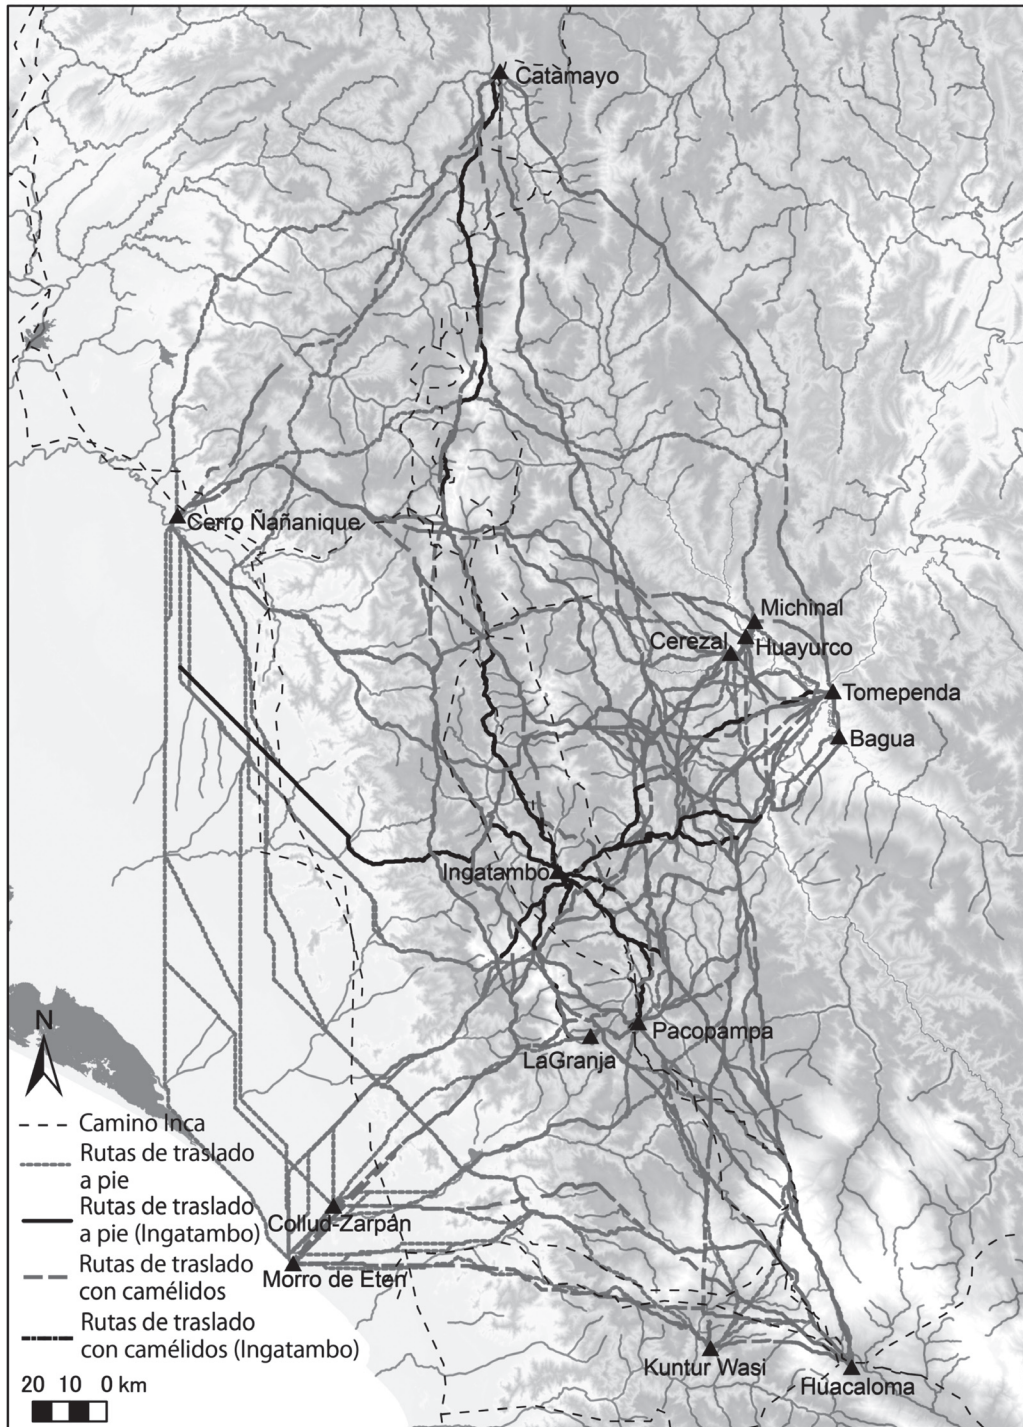 Catamayo
Cerro Ñañanique
Michinal
Cerezal
Huayurco
Tomependa
Bagua
Ingatambo
Pacopampa
LaGranja
N
Camino Inca
Rutas de traslado
a pie
Rutas de traslado
a pie (Ingatambo)
Collud-Zarpán
Morro de Eten
Rutas de traslado
con camélidos
Rutas de traslado
con camélidos (Ingatambo)
Kuntur Wasi
Huacaloma
20 10 0 km